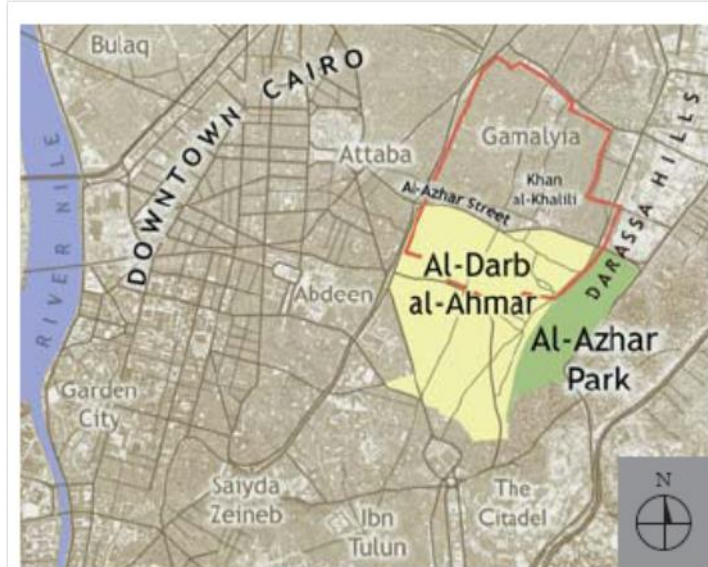 Bulaq
DOWNTOWN CAIRO
Attaba
Gamalyia
Khan
al-Khalili
Al-Azhar Street
DARASSA HILLS
RIVER NILE
Al-Darb
al-Ahmar
Abdeen
Al-Azhar
Park
Garden
City
Saiyda
Zeineb
Ibn
Tulun
The
Citadel
N